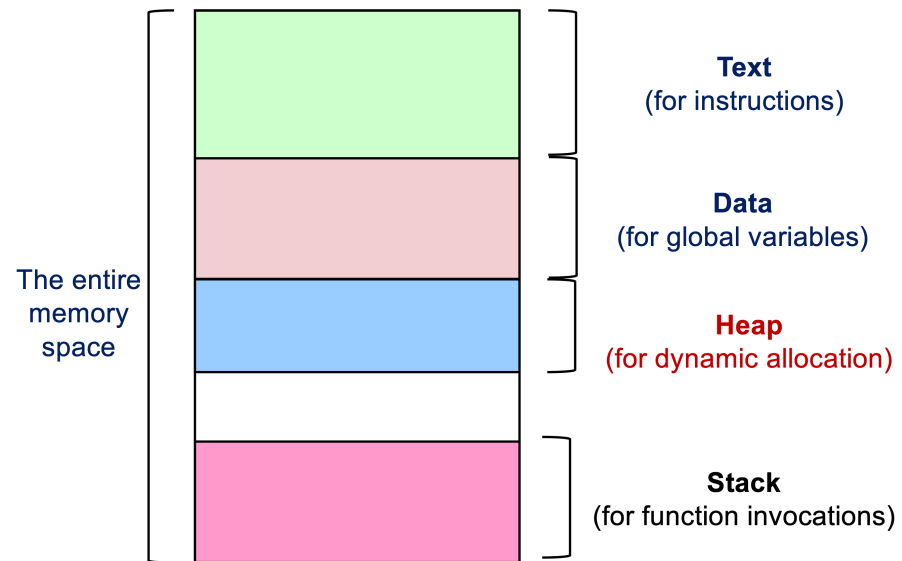 Text
(for instructions)
Data
(for global variables)
The entire
memory
space
Heap
(for dynamic allocation)
Stack
(for function invocations)